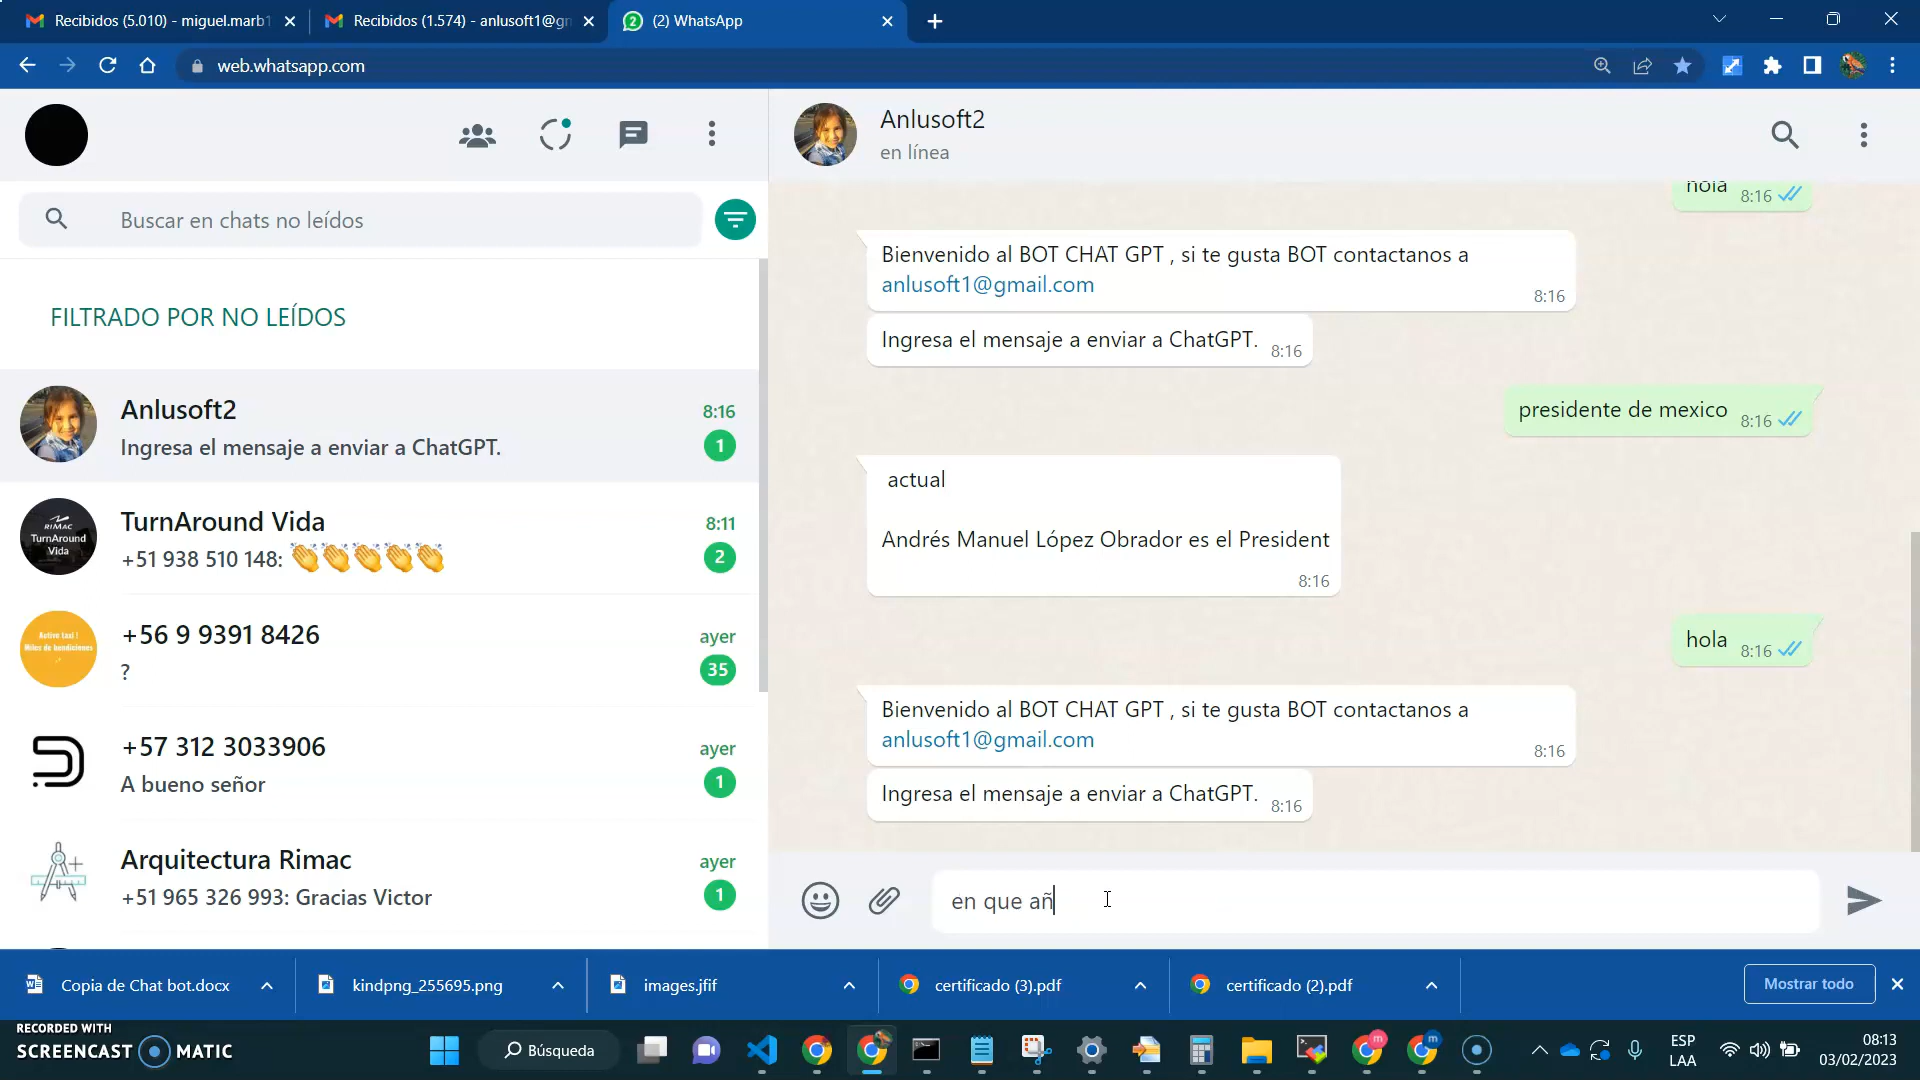 Recibidos (5.010) - miguel.marb1
Recibidos (1.574) - anlusoft1@gm
2
(2) WhatsApp
web.whatsapp.com
Anlusoft2
en línea
Buscar en chats no leídos
FILTRADO POR NO LEÍDOS
Anlusoft2
8:16
Ingresa el mensaje a enviar a ChatGPT.
1
RIMAC
TurnAround
Vida
TurnAround Vida
8:11
+51 938 510 148: 👏👏👏👏👏
2
+56 9 9391 8426
ayer
?
35
+57 312 3033906
ayer
A bueno señor
1
Arquitectura Rimac
ayer
+51 965 326 993: Gracias Victor
1
hola
8:16
Bienvenido al BOT CHAT GPT , si te gusta BOT contactanos a
anlusoft1@gmail.com
8:16
Ingresa el mensaje a enviar a ChatGPT.
8:16
presidente de mexico
8:16
actual
Andrés Manuel López Obrador es el President
8:16
hola
8:16
Bienvenido al BOT CHAT GPT , si te gusta BOT contactanos a
anlusoft1@gmail.com
8:16
Ingresa el mensaje a enviar a ChatGPT.
8:16
en que añ
Copia de Chat bot.docx
kindpng_255695.png
images.jfif
certificado (3).pdf
certificado (2).pdf
Mostrar todo
RECORDED WITH
SCREENCAST MATIC
Búsqueda
m
m
ESP
LAA
08:13
03/02/2023